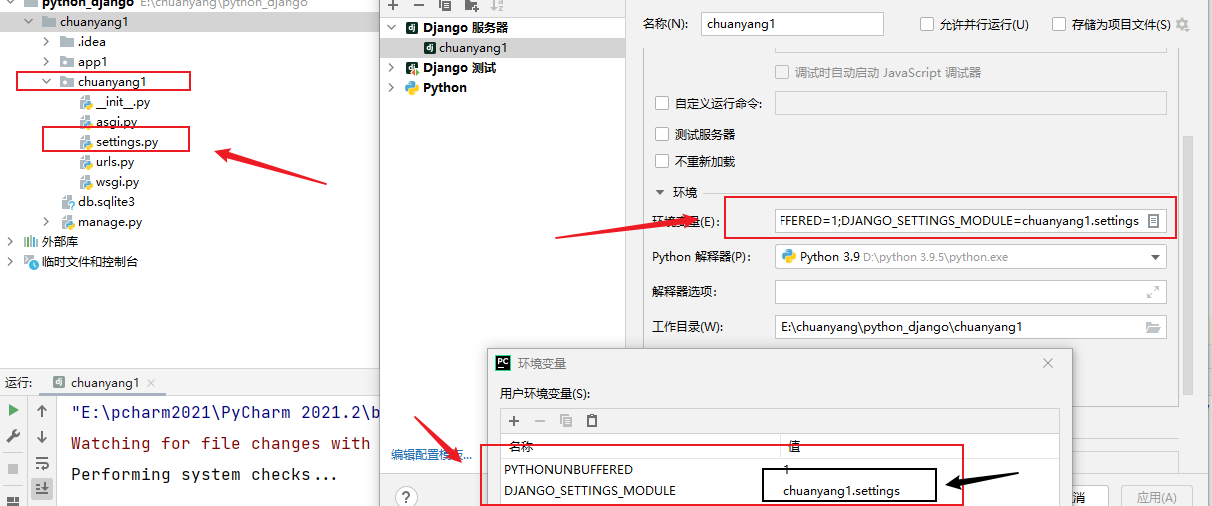 python_django E:\chuanyang\python_django
chuanyang1
.idea
app1
chuanyang1
__init__.py
asgi.py
settings.py
urls.py
wsgi.py
db.sqlite3
manage.py
外部库
临时文件和控制台
运行: chuanyang1
"E:\pcharm2021\PyCharm 2021.2\b
Watching for file changes with
Performing system checks...
Django 服务器
chuanyang1
Django 测试
Python
编辑配置模板...
名称(N): chuanyang1 允许并行运行(U) 存储为项目文件(S)
调试时自动启动 JavaScript 调试器
自定义运行命令:
测试服务器
不重新加载
环境
环境变量(E): FFERED=1;DJANGO_SETTINGS_MODULE=chuanyang1.settings
Python 解释器(P): Python 3.9 D:\python 3.9.5\python.exe
解释器选项:
工作目录(W): E:\chuanyang\python_django\chuanyang1
环境变量
用户环境变量(S):
名称 值
PYTHONUNBUFFERED 1
DJANGO_SETTINGS_MODULE chuanyang1.settings
消 应用(A)